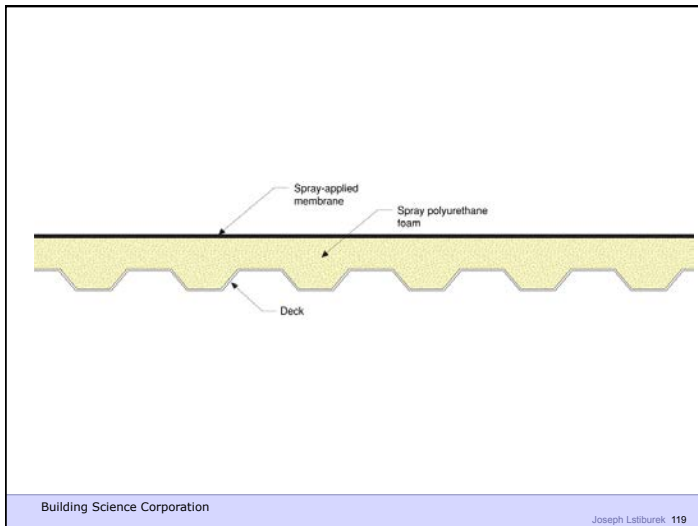 Spray-applied
membrane
Spray polyurethane
foam
Deck
Building Science Corporation
Joseph Lstiburek 119